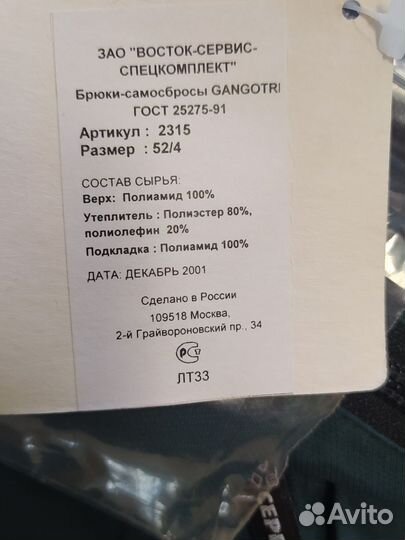 ЗАО "ВОСТОК-СЕРВИС-
СПЕЦКОМПЛЕКТ"
Брюки-самосбросы GANGOTRI
ГОСТ 25275-91
Артикул : 2315
Размер : 52/4
СОСТАВ СЫРЬЯ:
Верх: Полиамид 100%
Утеплитель : Полиэстер 80%,
полиолефин 20%
Подкладка : Полиамид 100%
ДАТА: ДЕКАБРЬ 2001
Сделано в России
109518 Москва,
2-й Грайвороновский пр., 34
РСТ
ЛТ33
Avito